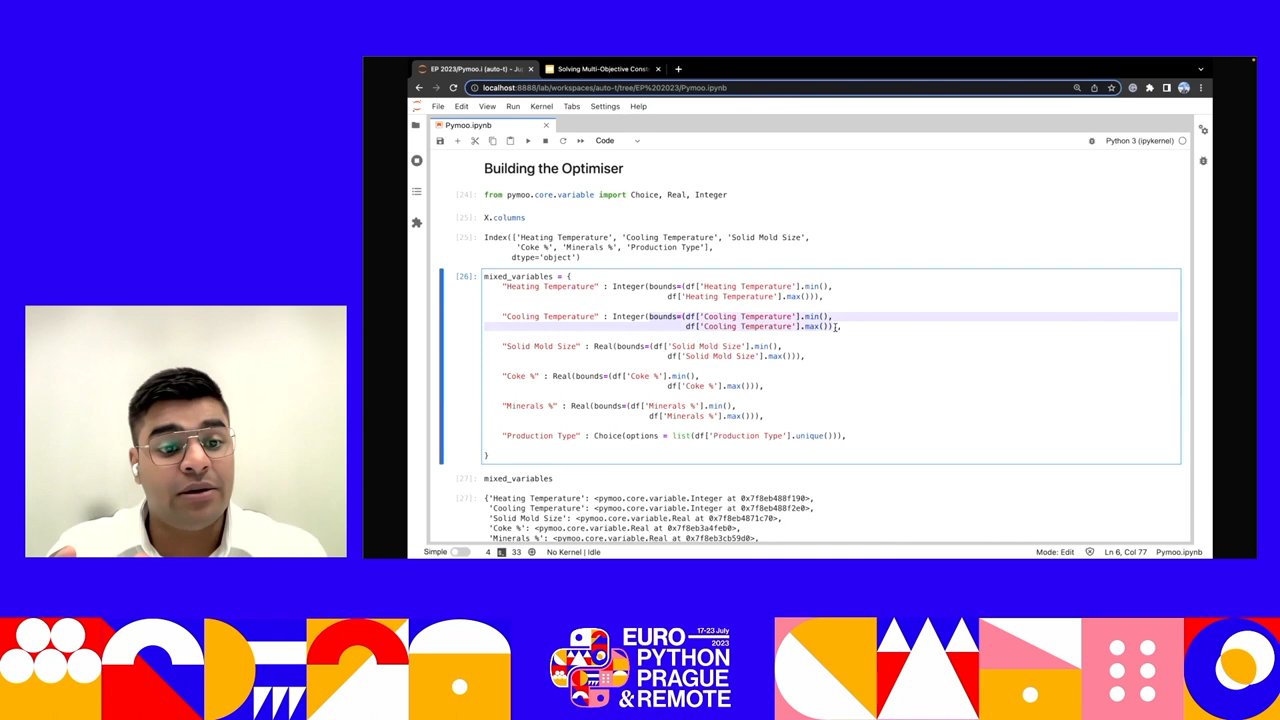 EP 2023/Pymoo.i (auto-t) – Ju
Solving Multi-Objective Const
localhost:8888/lab/workspaces/auto-t/tree/EP%202023/Pymoo.ipynb
File Edit View Run Kernel Tabs Settings Help
Pymoo.ipynb
Code
Python 3 (ipykernel)
Building the Optimiser
[24]: from pymoo.core.variable import Choice, Real, Integer
[25]: X.columns
[25]: Index(['Heating Temperature', 'Cooling Temperature', 'Solid Mold Size',
'Coke %', 'Minerals %', 'Production Type'],
dtype='object')
[26]: mixed_variables = {
"Heating Temperature" : Integer(bounds=(df['Heating Temperature'].min(),
df['Heating Temperature'].max())),
"Cooling Temperature" : Integer(bounds=(df['Cooling Temperature'].min(),
df['Cooling Temperature'].max())),
"Solid Mold Size" : Real(bounds=(df['Solid Mold Size'].min(),
df['Solid Mold Size'].max())),
"Coke %" : Real(bounds=(df['Coke %'].min(),
df['Coke %'].max())),
"Minerals %" : Real(bounds=(df['Minerals %'].min(),
df['Minerals %'].max())),
"Production Type" : Choice(options = list(df['Production Type'].unique())),
}
[27]: mixed_variables
[27]: {'Heating Temperature': <pymoo.core.variable.Integer at 0x7f8eb488f190>,
'Cooling Temperature': <pymoo.core.variable.Integer at 0x7f8eb488f2e0>,
'Solid Mold Size': <pymoo.core.variable.Real at 0x7f8eb4871c70>,
'Coke %': <pymoo.core.variable.Real at 0x7f8eb3a4feb0>,
'Minerals %': <pymoo.core.variable.Real at 0x7f8eb3cb59d0>,
Simple 4 33 No Kernel | Idle Mode: Edit Ln 6, Col 77 Pymoo.ipynb
EURO 17-23 July 2023
PYTHON
PRAGUE
& REMOTE